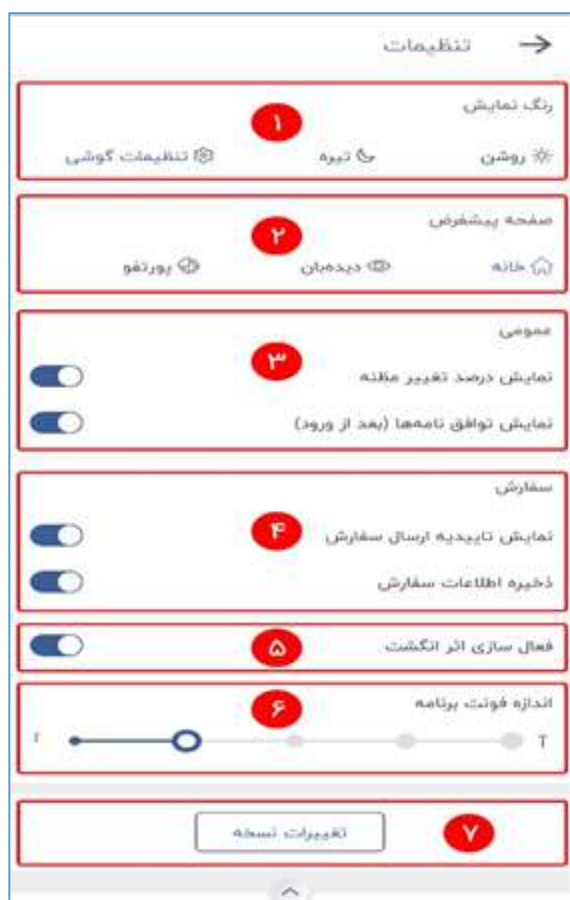 تنظیمات
رنگ نمایش
۱
روشن تیره تنظیمات گوشی
صفحه پیشفرض
۲
خانه دیده‌بان پورتفو
عمومی
۳
نمایش درصد تغییر مظنه
نمایش توافق نامه‌ها (بعد از ورود)
سفارش
۴
نمایش تاییدیه ارسال سفارش
ذخیره اطلاعات سفارش
فعال سازی اثر انگشت ۵
اندازه فونت برنامه
۶
T T
۷ تغییرات نسخه